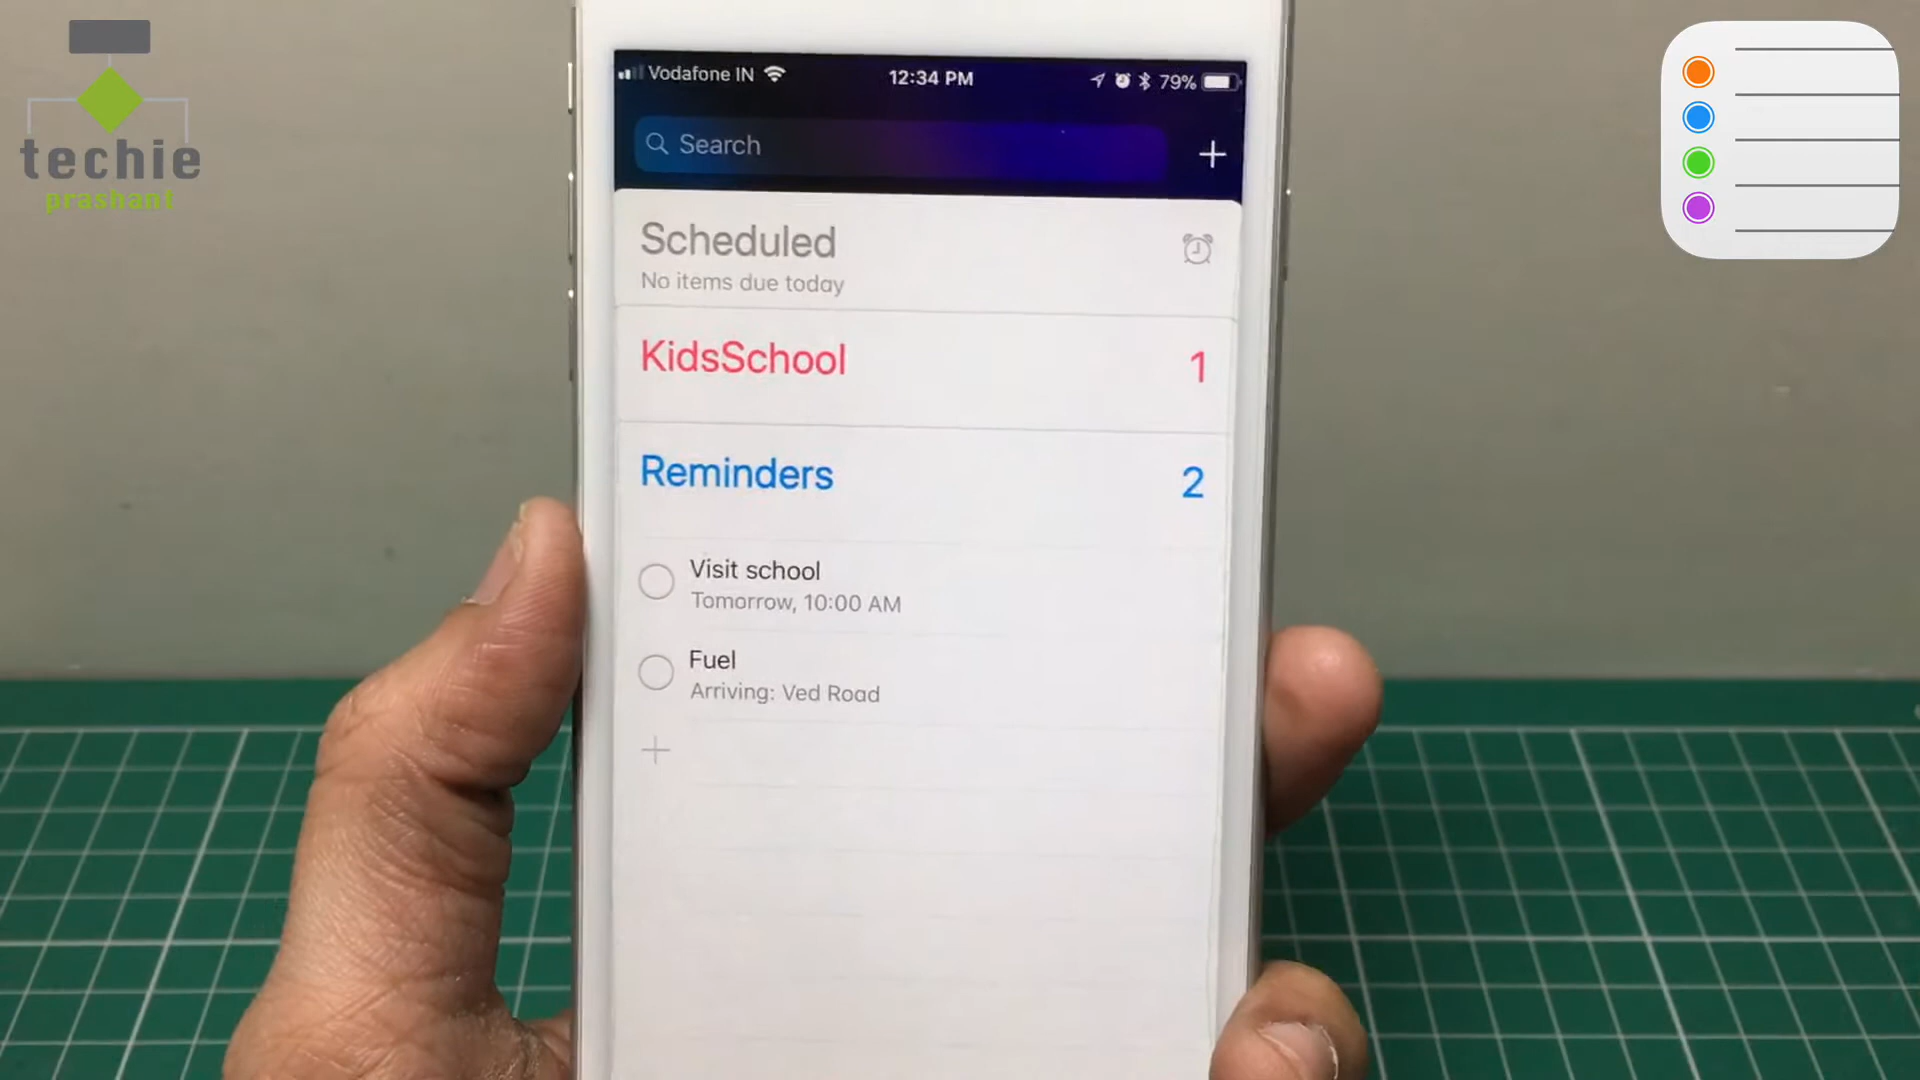 techie
prashant
Vodafone IN
12:34 PM
79%
Search
Scheduled
No items due today
KidsSchool
1
Reminders
2
Visit school
Tomorrow, 10:00 AM
Fuel
Arriving: Ved Road